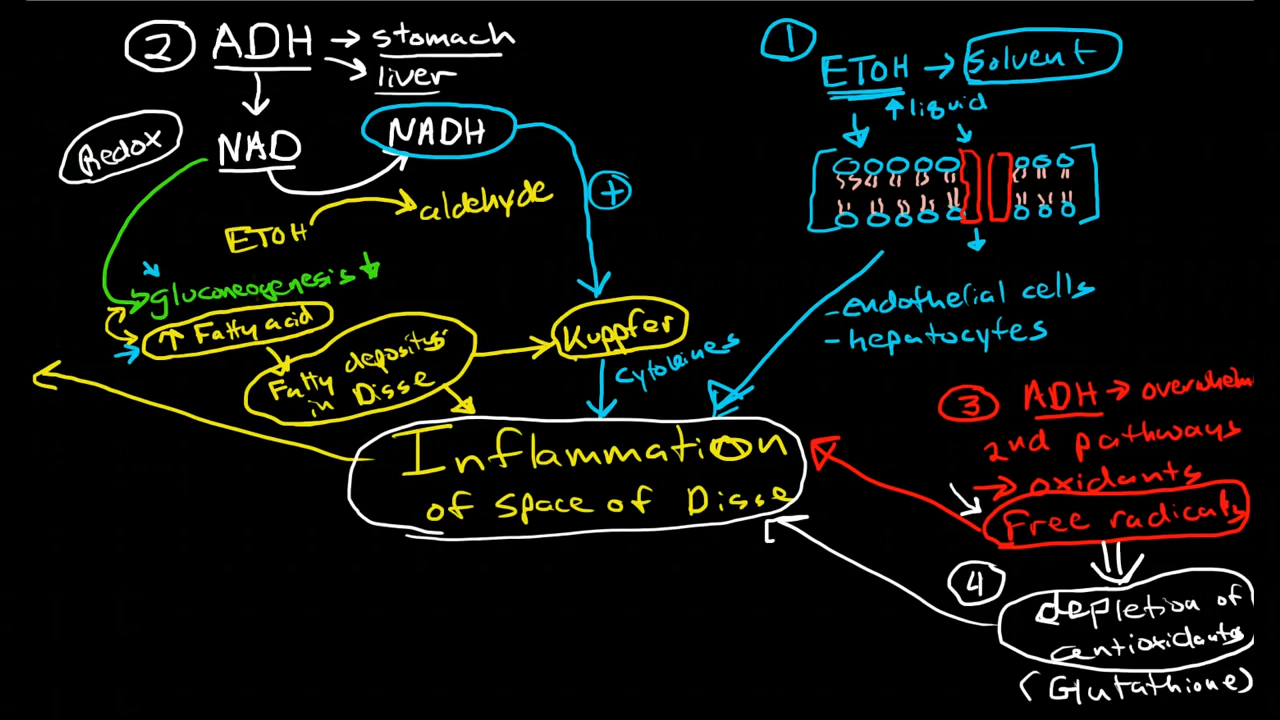 2 ADH → stomach
→ liver
Redox
NAD
NADH
+
ETOH → aldehyde
gluconeogenesis ↓
↑ Fatty acid
Fatty deposits
in Disse
Kuppfer
cytokines
Inflammation
of space of Disse
1
ETOH → Solvent
↑ liquid
- endothelial cells
- hepatocytes
3 ADH →
2nd pathways
→ oxidants
Free radicals
4
depletion of
antioxidants
(Glutathione)